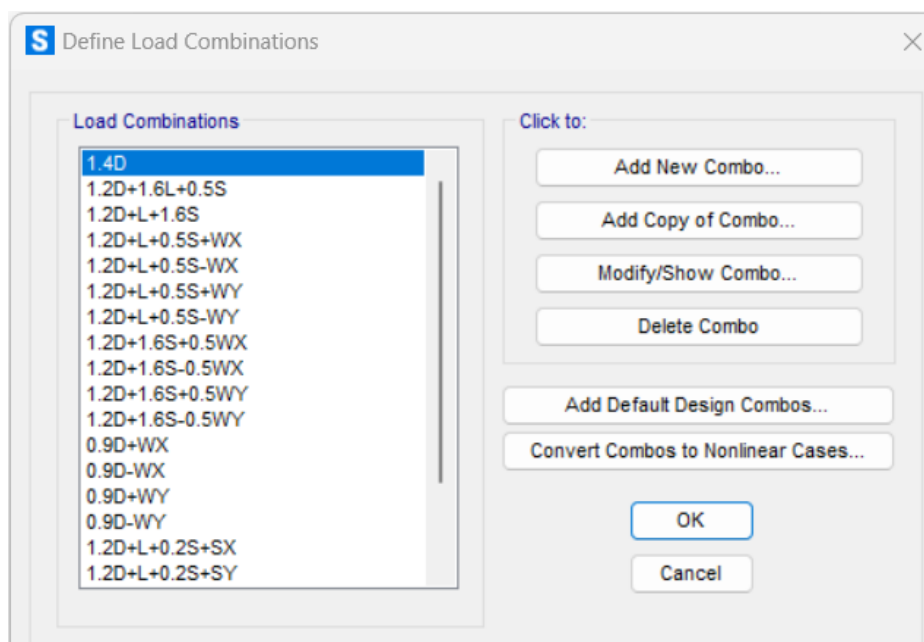 S Define Load Combinations
Load Combinations
1.4D
1.2D+1.6L+0.5S
1.2D+L+1.6S
1.2D+L+0.5S+WX
1.2D+L+0.5S-WX
1.2D+L+0.5S+WY
1.2D+L+0.5S-WY
1.2D+1.6S+0.5WX
1.2D+1.6S-0.5WX
1.2D+1.6S+0.5WY
1.2D+1.6S-0.5WY
0.9D+WX
0.9D-WX
0.9D+WY
0.9D-WY
1.2D+L+0.2S+SX
1.2D+L+0.2S+SY
Click to:
Add New Combo...
Add Copy of Combo...
Modify/Show Combo...
Delete Combo
Add Default Design Combos...
Convert Combos to Nonlinear Cases...
OK
Cancel